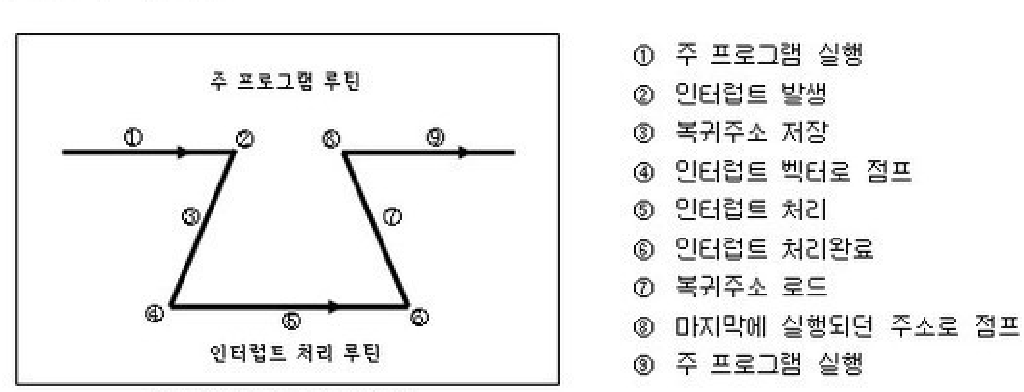 주 프로그램 루틴
① ② ⑧ ⑨
③ ⑦
④ ⑤ ⑥
인터럽트 처리 루틴
① 주 프로그램 실행
② 인터럽트 발생
③ 복귀주소 저장
④ 인터럽트 벡터로 점프
⑤ 인터럽트 처리
⑥ 인터럽트 처리완료
⑦ 복귀주소 로드
⑧ 마지막에 실행되던 주소로 점프
⑨ 주 프로그램 실행